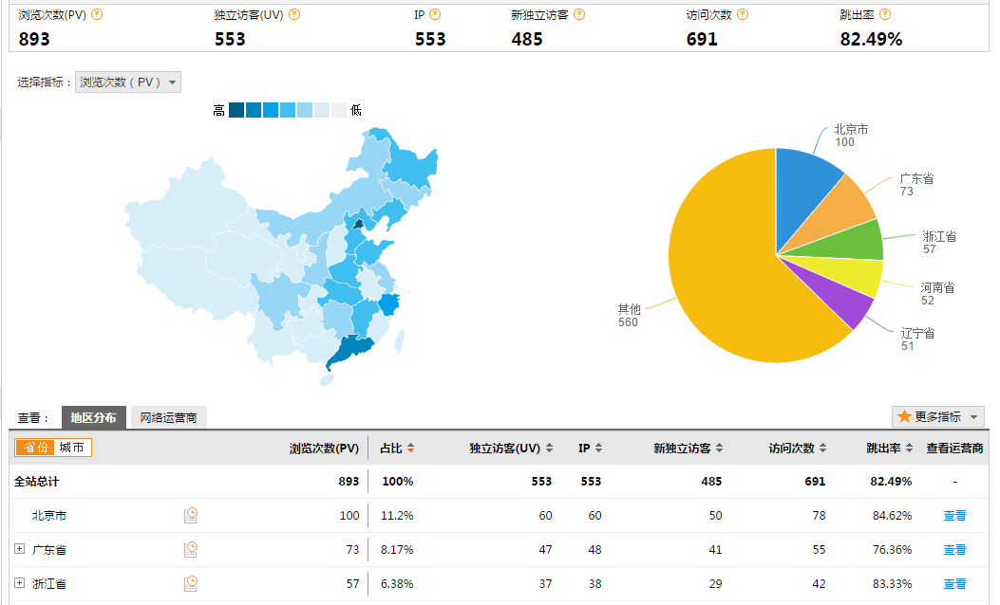 浏览次数(PV) 独立访客(UV) IP 新独立访客 访问次数 跳出率
893 553 553 485 691 82.49%
选择指标： 浏览次数（PV）
高 低
北京市
100
广东省
73
浙江省
57
河南省
52
辽宁省
51
其他
560
查看： 地区分布 网络运营商 更多指标
省份 城市 浏览次数(PV) 占比 独立访客(UV) IP 新独立访客 访问次数 跳出率 查看运营商
全站总计 893 100% 553 553 485 691 82.49% -
北京市 100 11.2% 60 60 50 78 84.62% 查看
广东省 73 8.17% 47 48 41 55 76.36% 查看
浙江省 57 6.38% 37 38 29 42 83.33% 查看